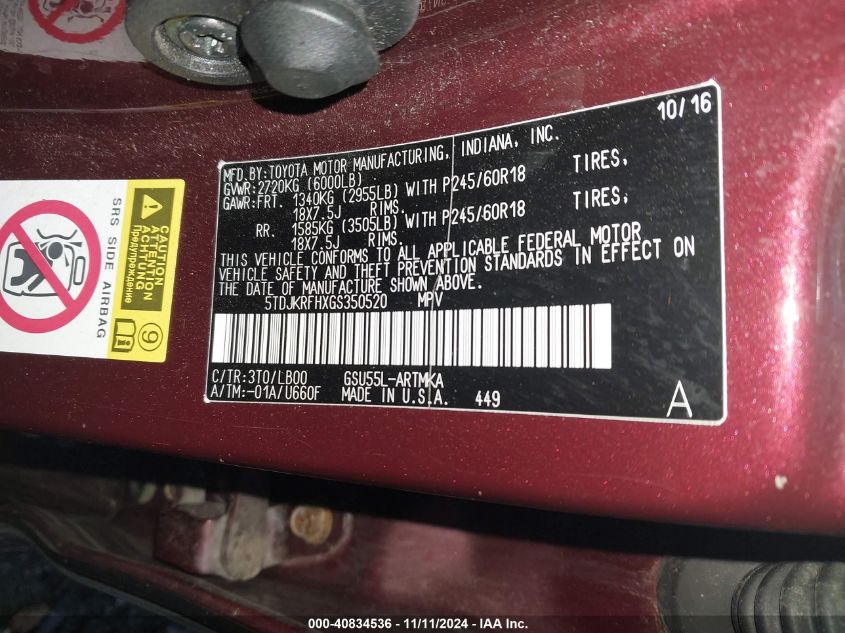 10/16
MFD.BY:TOYOTA MOTOR MANUFACTURING, INDIANA, INC.
GVWR:2720KG (6000LB)
GAWR:FRT. 1340KG (2955LB) WITH P245/60R18 TIRES,
18X7.5J RIMS.
RR. 1585KG (3505LB) WITH P245/60R18 TIRES,
18X7.5J RIMS.
THIS VEHICLE CONFORMS TO ALL APPLICABLE FEDERAL MOTOR
VEHICLE SAFETY AND THEFT PREVENTION STANDARDS IN EFFECT ON
THE DATE OF MANUFACTURE SHOWN ABOVE.
5TDJKRFHXGS350520 MPV
C/TR:3T0/LB00 GSU55L-ARTMKA
A/TM:-01A/U660F MADE IN U.S.A. 449
A
SRS SIDE AIRBAG
CAUTION
ATTENTION
ACHTUNG
Предупреждение
9
000-40834536 - 11/11/2024 - IAA Inc.